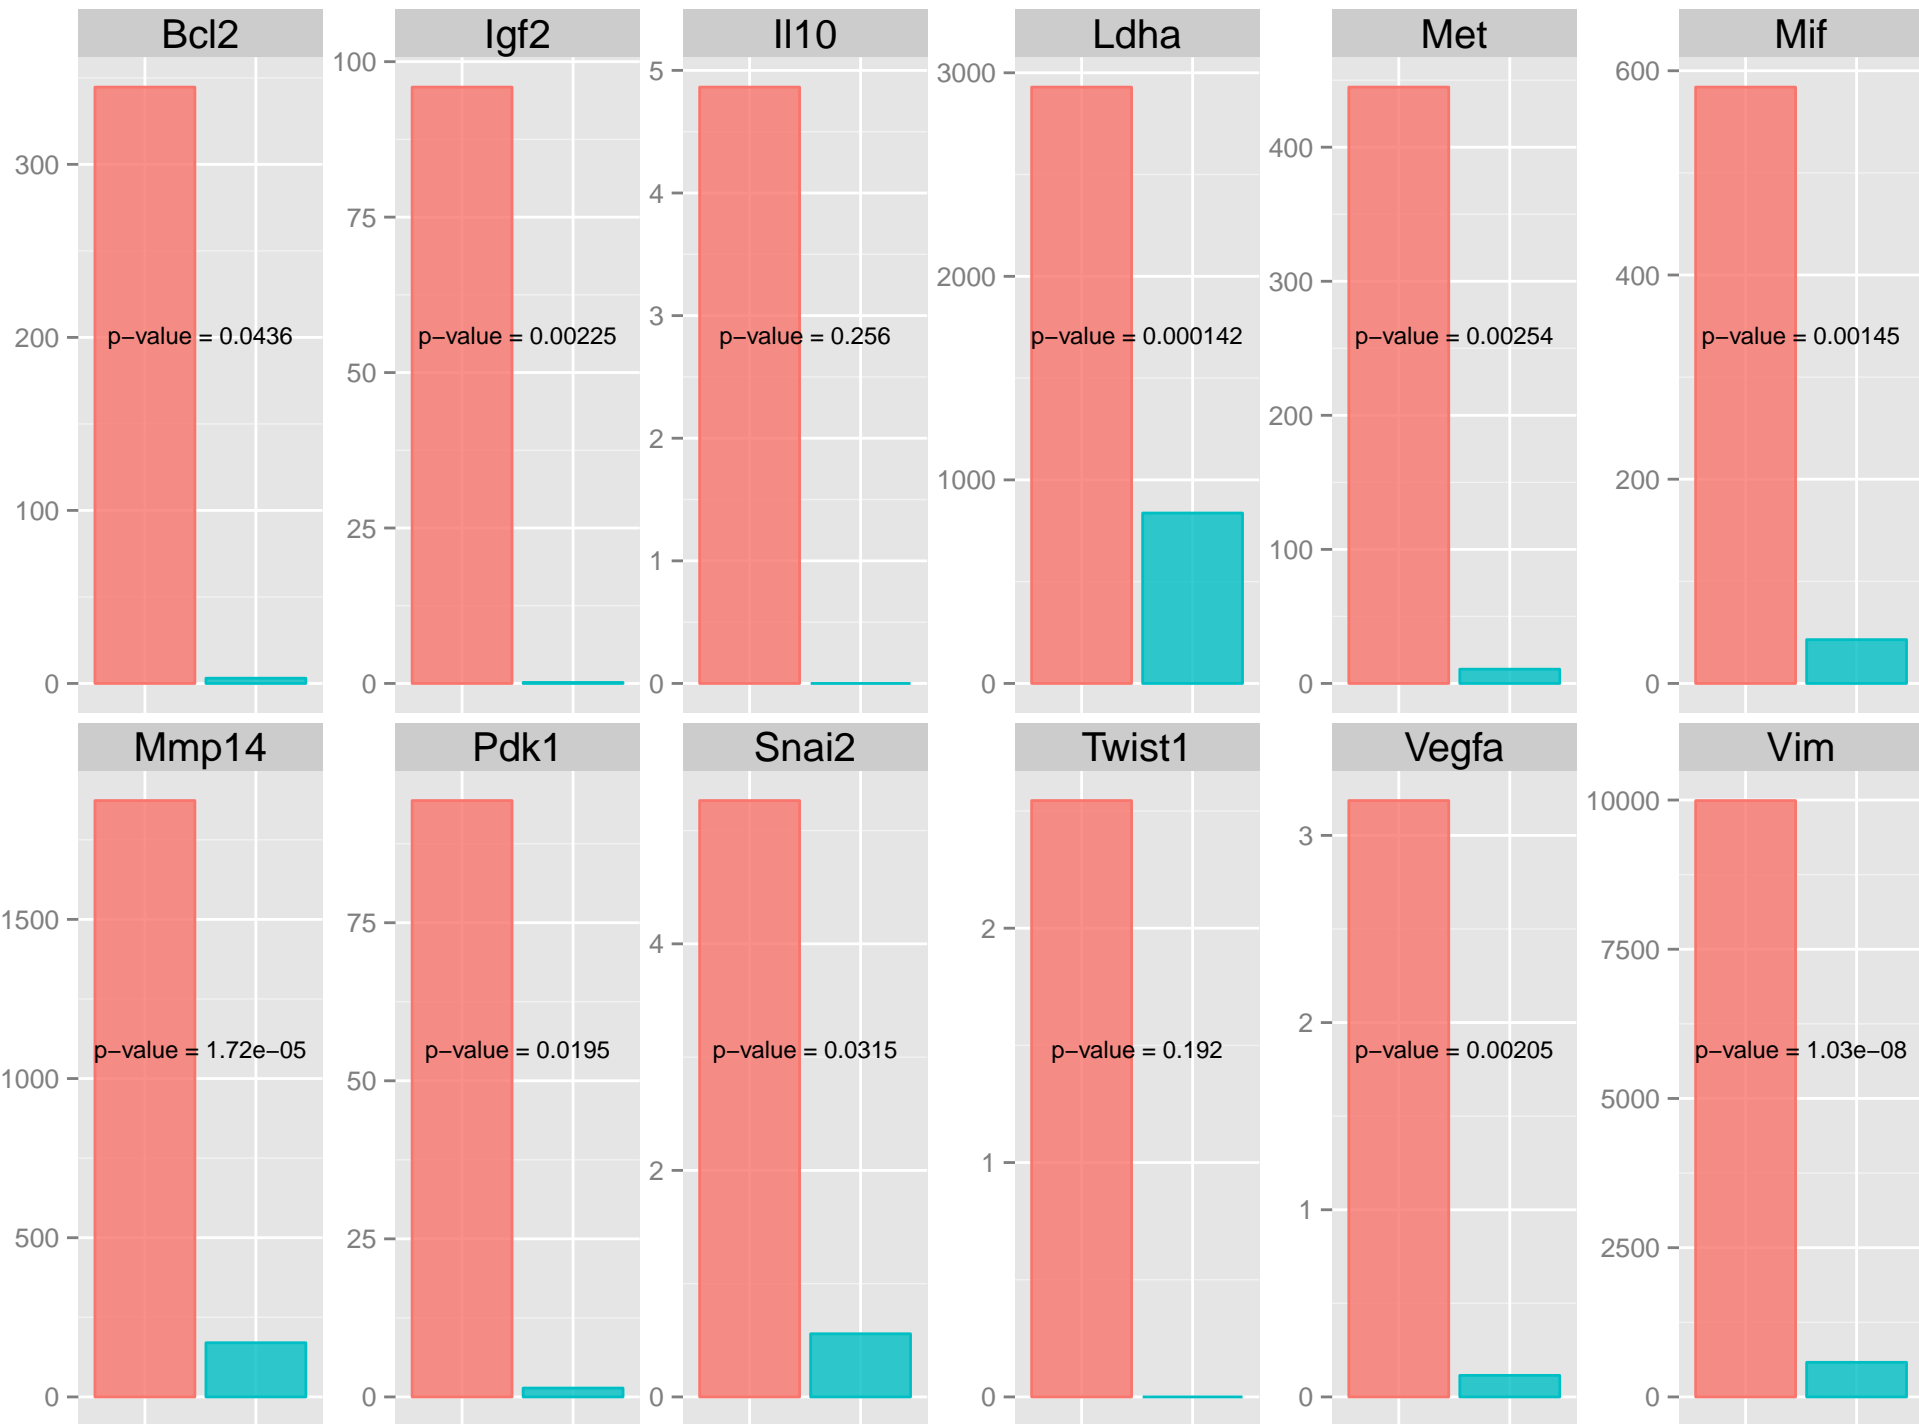 Bcl2
300
200
100
0
p−value = 0.0436
Igf2
100
75
50
25
0
p−value = 0.00225
Il10
5
4
3
2
1
0
p−value = 0.256
Ldha
3000
2000
1000
0
p−value = 0.000142
Met
400
300
200
100
0
p−value = 0.00254
Mif
600
400
200
0
p−value = 0.00145
Mmp14
1500
1000
500
0
p−value = 1.72e−05
Pdk1
75
50
25
0
p−value = 0.0195
Snai2
4
2
0
p−value = 0.0315
Twist1
2
1
0
p−value = 0.192
Vegfa
3
2
1
0
p−value = 0.00205
Vim
10000
7500
5000
2500
0
p−value = 1.03e−08